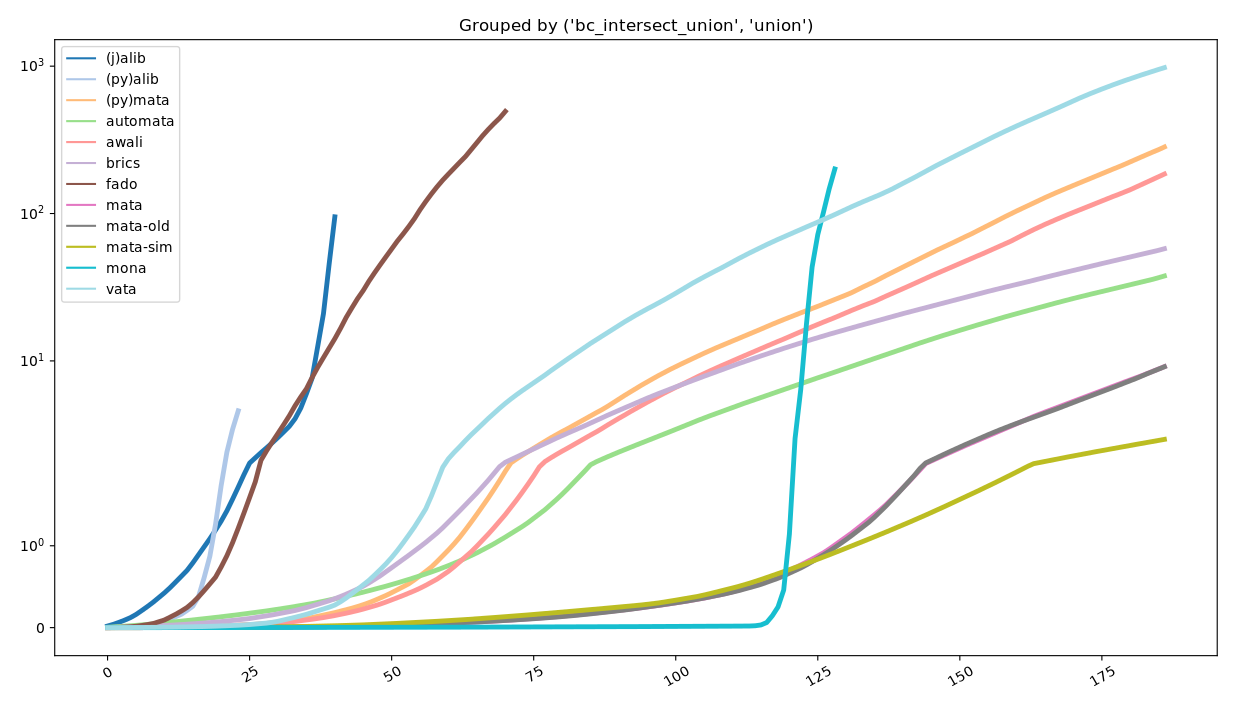 Grouped by ('bc_intersect_union', 'union')
(j)alib
(py)alib
(py)mata
automata
awali
brics
fado
mata
mata-old
mata-sim
mona
vata
10³
10²
10¹
10⁰
0
0
25
50
75
100
125
150
175